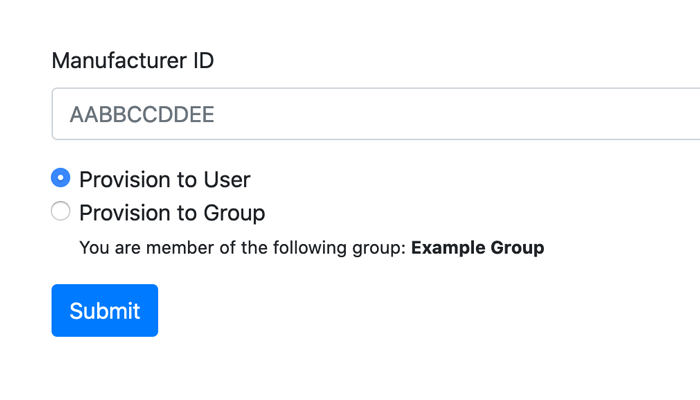 Manufacturer ID
AABBCCDDEE
Provision to User
Provision to Group
You are member of the following group: Example Group
Submit